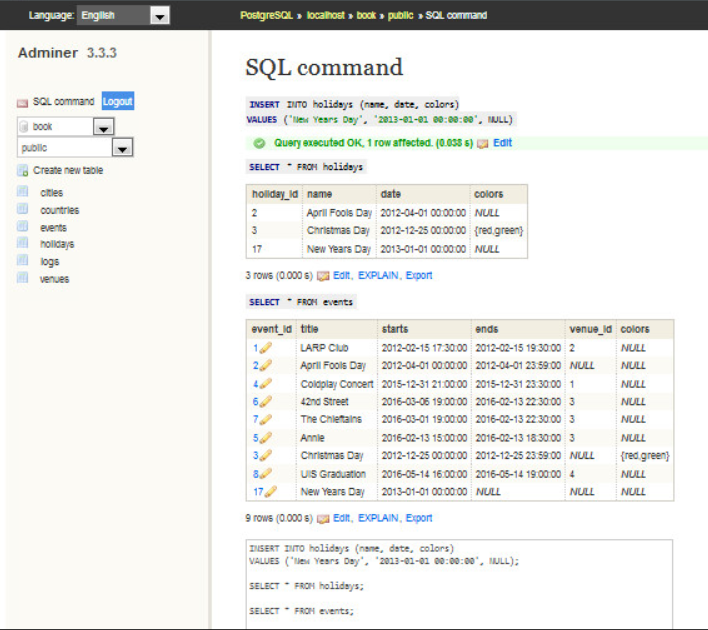 Language: English
PostgreSQL » localhost » book » public » SQL command
Adminer 3.3.3
SQL command Logout
book
public
Create new table
cities
countries
events
holidays
logs
venues
SQL command
INSERT INTO holidays (name, date, colors)
VALUES ('New Years Day', '2013-01-01 00:00:00', NULL)
Query executed OK, 1 row affected. (0.038 s) Edit
SELECT * FROM holidays
holiday_id name date colors
2 April Fools Day 2012-04-01 00:00:00 NULL
3 Christmas Day 2012-12-25 00:00:00 {red,green}
17 New Years Day 2013-01-01 00:00:00 NULL
3 rows (0.000 s) Edit, EXPLAIN, Export
SELECT * FROM events
event_id title starts ends venue_id colors
1 LARP Club 2012-02-15 17:30:00 2012-02-15 19:30:00 2 NULL
2 April Fools Day 2012-04-01 00:00:00 2012-04-01 23:59:00 NULL NULL
4 Coldplay Concert 2015-12-31 21:00:00 2015-12-31 23:30:00 1 NULL
6 42nd Street 2016-03-06 19:00:00 2016-02-13 22:30:00 3 NULL
7 The Chieftains 2016-03-01 19:00:00 2016-02-13 22:30:00 3 NULL
5 Annie 2016-02-13 15:00:00 2016-02-13 18:30:00 3 NULL
3 Christmas Day 2012-12-25 00:00:00 2012-12-25 23:59:00 NULL {red,green}
8 UIS Graduation 2016-05-14 16:00:00 2016-05-14 19:00:00 4 NULL
17 New Years Day 2013-01-01 00:00:00 NULL NULL NULL
9 rows (0.000 s) Edit, EXPLAIN, Export
INSERT INTO holidays (name, date, colors)
VALUES ('New Years Day', '2013-01-01 00:00:00', NULL);
SELECT * FROM holidays;
SELECT * FROM events;